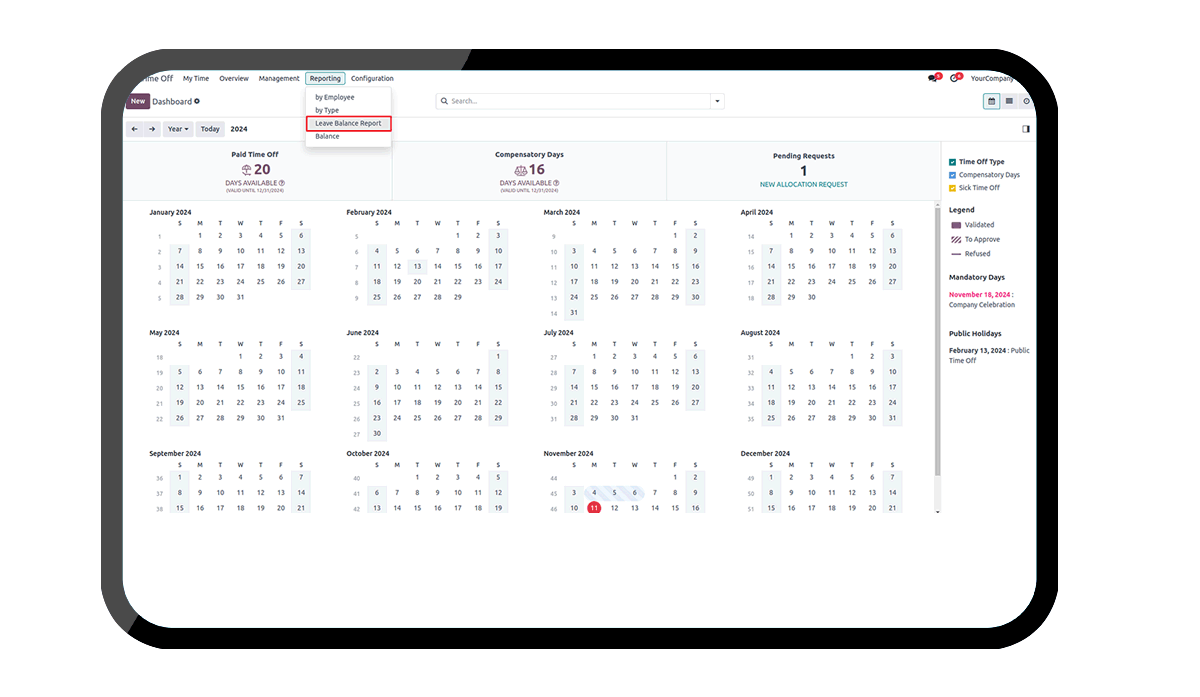 ime Off My Time Overview Management Reporting Configuration 5 4 YourCompany
New Dashboard
Search...
by Employee
by Type
Leave Balance Report
Balance
Year Today 2024
Paid Time Off
20
DAYS AVAILABLE
(VALID UNTIL 12/31/2024)
Compensatory Days
16
DAYS AVAILABLE
(VALID UNTIL 12/31/2024)
Pending Requests
1
NEW ALLOCATION REQUEST
January 2024
S M T W T F S
1 1 2 3 4 5 6
2 7 8 9 10 11 12 13
3 14 15 16 17 18 19 20
4 21 22 23 24 25 26 27
5 28 29 30 31
February 2024
S M T W T F S
5 1 2 3
6 4 5 6 7 8 9 10
7 11 12 13 14 15 16 17
8 18 19 20 21 22 23 24
9 25 26 27 28 29
March 2024
S M T W T F S
9 1 2
10 3 4 5 6 7 8 9
11 10 11 12 13 14 15 16
12 17 18 19 20 21 22 23
13 24 25 26 27 28 29 30
14 31
April 2024
S M T W T F S
14 1 2 3 4 5 6
15 7 8 9 10 11 12 13
16 14 15 16 17 18 19 20
17 21 22 23 24 25 26 27
18 28 29 30
May 2024
S M T W T F S
18 1 2 3 4
19 5 6 7 8 9 10 11
20 12 13 14 15 16 17 18
21 19 20 21 22 23 24 25
22 26 27 28 29 30 31
June 2024
S M T W T F S
22 1
23 2 3 4 5 6 7 8
24 9 10 11 12 13 14 15
25 16 17 18 19 20 21 22
26 23 24 25 26 27 28 29
27 30
July 2024
S M T W T F S
27 1 2 3 4 5 6
28 7 8 9 10 11 12 13
29 14 15 16 17 18 19 20
30 21 22 23 24 25 26 27
31 28 29 30 31
August 2024
S M T W T F S
31 1 2 3
32 4 5 6 7 8 9 10
33 11 12 13 14 15 16 17
34 18 19 20 21 22 23 24
35 25 26 27 28 29 30 31
September 2024
S M T W T F S
36 1 2 3 4 5 6 7
37 8 9 10 11 12 13 14
38 15 16 17 18 19 20 21
October 2024
S M T W T F S
40 1 2 3 4 5
41 6 7 8 9 10 11 12
42 13 14 15 16 17 18 19
November 2024
S M T W T F S
44 1 2
45 3 4 5 6 7 8 9
46 10 11 12 13 14 15 16
December 2024
S M T W T F S
49 1 2 3 4 5 6 7
50 8 9 10 11 12 13 14
51 15 16 17 18 19 20 21
Time Off Type
Compensatory Days
Sick Time Off
Legend
Validated
To Approve
Refused
Mandatory Days
November 18, 2024 :
Company Celebration
Public Holidays
February 13, 2024 : Public
Time Off